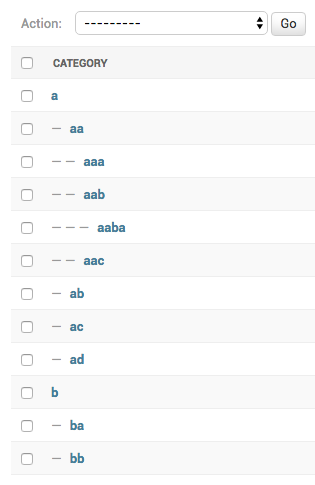 Action: --------- Go
CATEGORY
a
— aa
— — aaa
— — aab
— — — aaba
— — aac
— ab
— ac
— ad
b
— ba
— bb